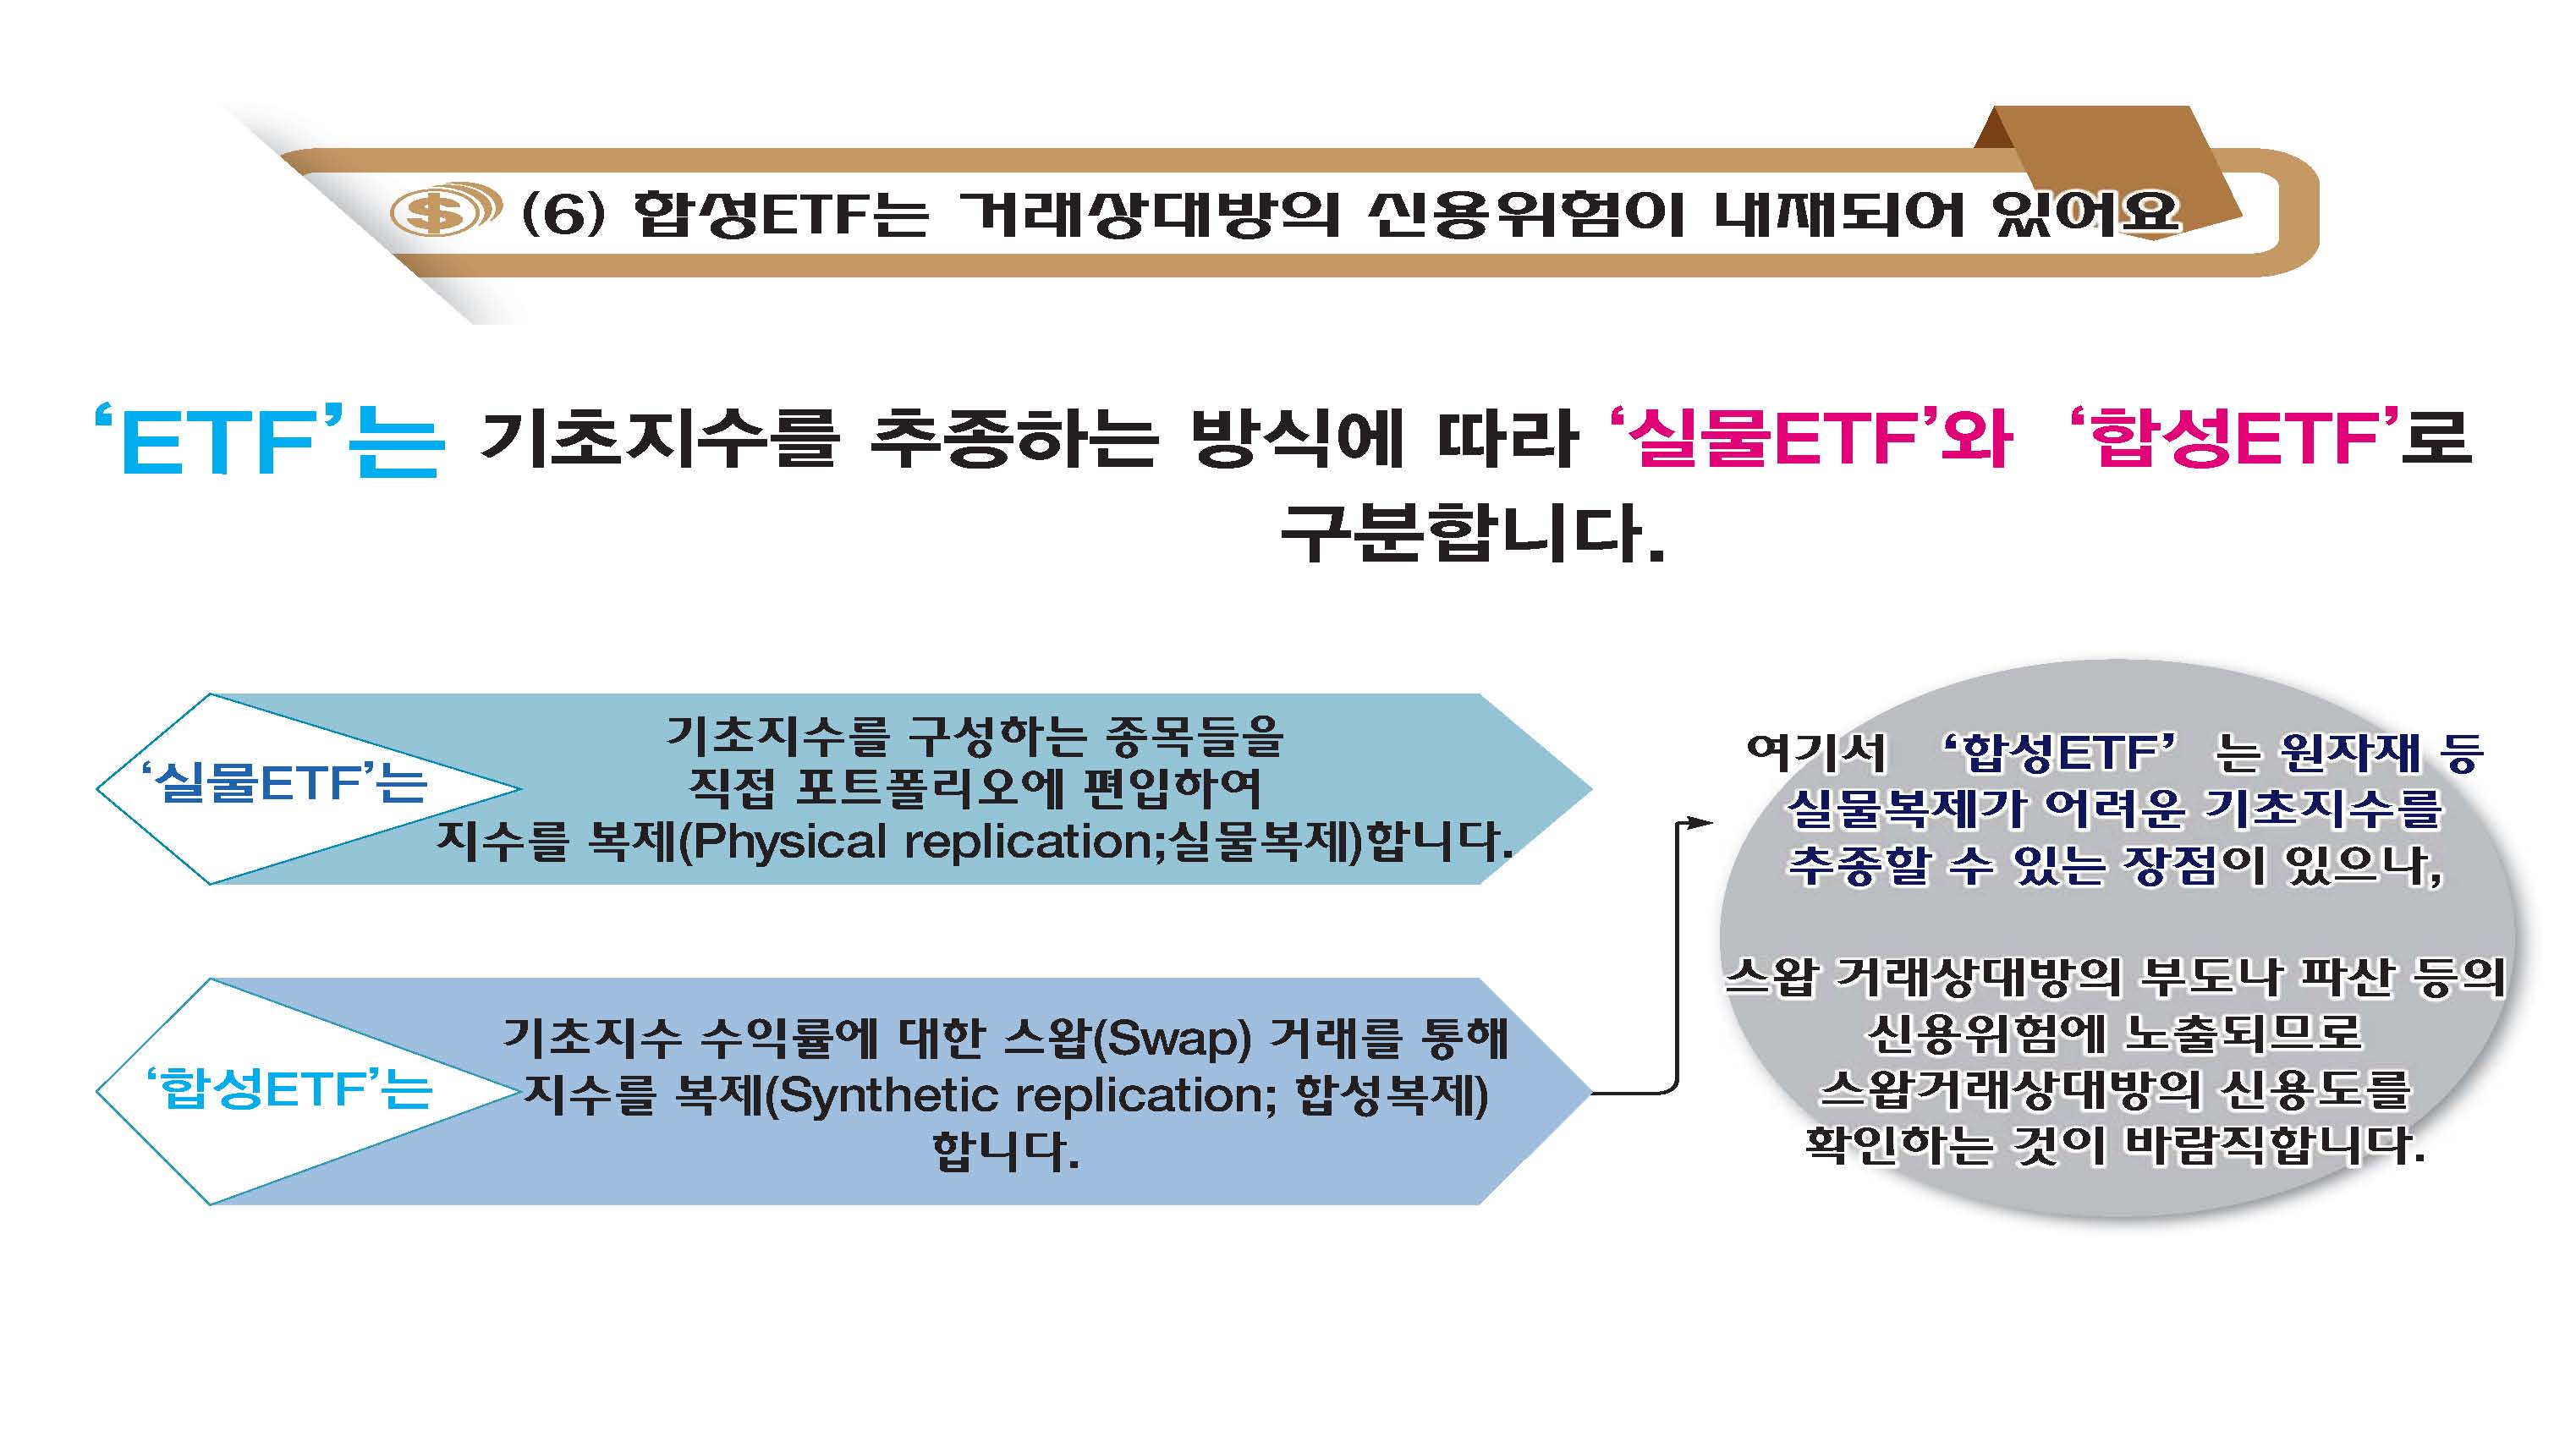 (6) 합성ETF는 거래상대방의 신용위험이 내재되어 있어요
‘ETF’는 기초지수를 추종하는 방식에 따라 ‘실물ETF’와 ‘합성ETF’로
구분합니다.
‘실물ETF’는
기초지수를 구성하는 종목들을
직접 포트폴리오에 편입하여
지수를 복제(Physical replication;실물복제)합니다.
‘합성ETF’는
기초지수 수익률에 대한 스왑(Swap) 거래를 통해
지수를 복제(Synthetic replication; 합성복제)
합니다.
여기서 ‘합성ETF’ 는 원자재 등
실물복제가 어려운 기초지수를
추종할 수 있는 장점이 있으나,
스왑 거래상대방의 부도나 파산 등의
신용위험에 노출되므로
스왑거래상대방의 신용도를
확인하는 것이 바람직합니다.